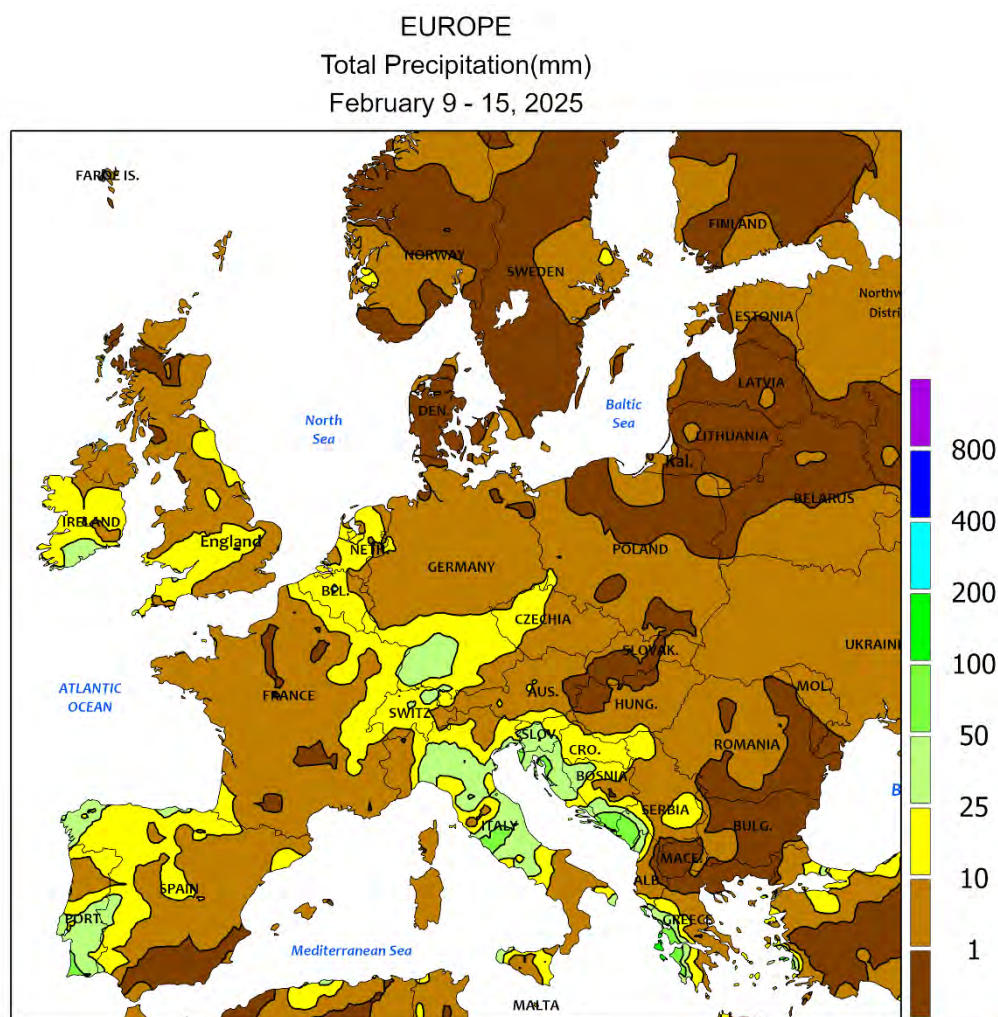 EUROPE
Total Precipitation(mm)
February 9 - 15, 2025
FAROE IS.
FINLAND
NORWAY
SWEDEN
Northw
Distri
ESTONIA
LATVIA
DEN.
North
Sea
Baltic
Sea
LITHUANIA
Kal.
BELARUS
IRELAND
England
NETH.
POLAND
GERMANY
BEL.
CZECHIA
UKRAIN
SLOVAK.
ATLANTIC
OCEAN
FRANCE
AUS.
MOL.
HUNG.
SWITZ
SLOV.
CRO.
ROMANIA
BOSNIA
B
SERBIA
ITALY
BULG.
MACE.
SPAIN
ALB.
PORT.
GREECE
Mediterranean Sea
MALTA
800
400
200
100
50
25
10
1